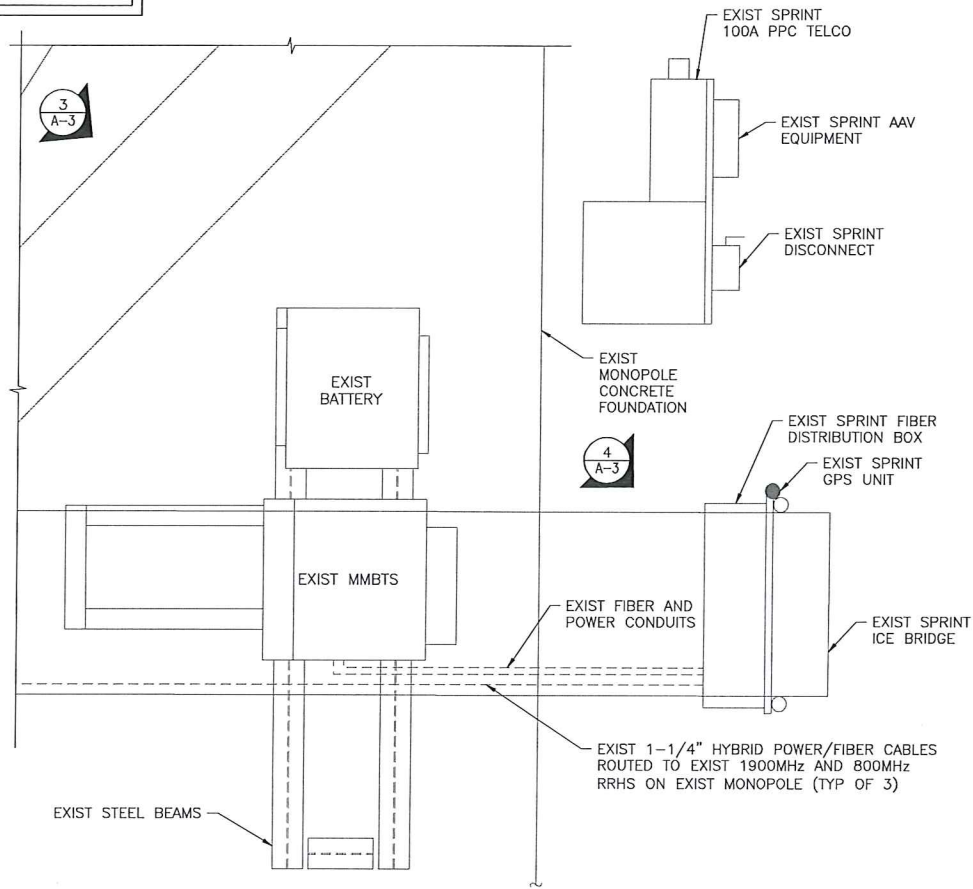 EXIST SPRINT
100A PPC TELCO
3
A-3
EXIST SPRINT AAV
EQUIPMENT
EXIST SPRINT
DISCONNECT
EXIST
BATTERY
EXIST
MONOPOLE
CONCRETE
FOUNDATION
EXIST SPRINT FIBER
DISTRIBUTION BOX
4
A-3
EXIST SPRINT
GPS UNIT
EXIST MMBTS
EXIST FIBER AND
POWER CONDUITS
EXIST SPRINT
ICE BRIDGE
EXIST 1-1/4" HYBRID POWER/FIBER CABLES
ROUTED TO EXIST 1900MHz AND 800MHz
RRHS ON EXIST MONOPOLE (TYP OF 3)
EXIST STEEL BEAMS